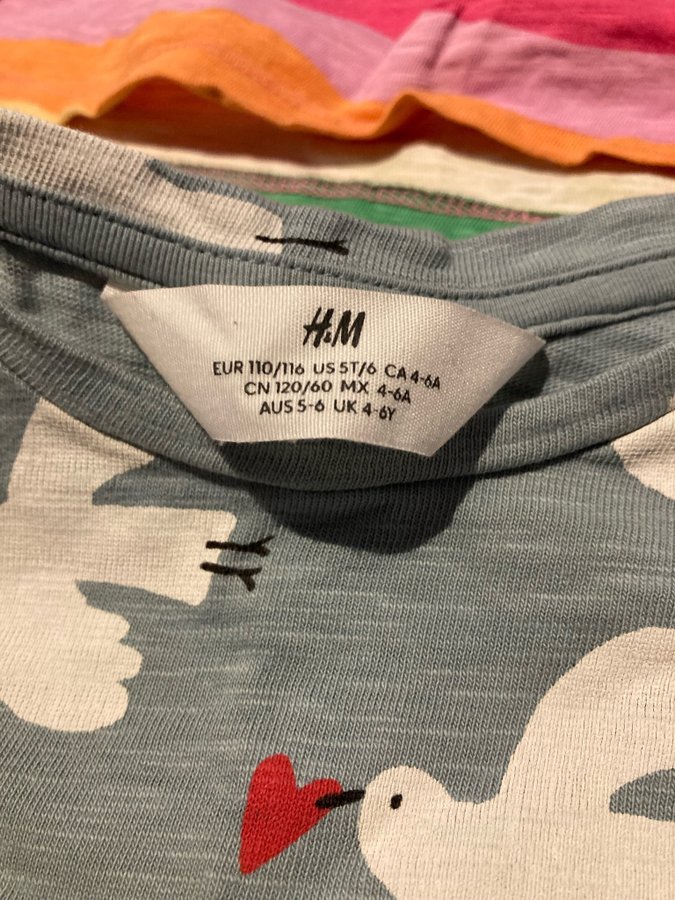 H&M
EUR 110/116 US 5T/6 CA 4-6A
CN 120/60 MX 4-6A
AUS 5-6 UK 4-6Y